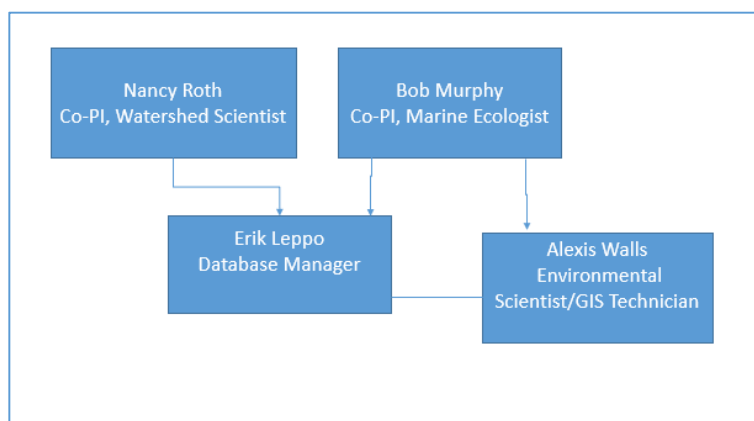 Nancy Roth
Co-PI, Watershed Scientist
Bob Murphy
Co-PI, Marine Ecologist
Erik Leppo
Database Manager
Alexis Walls
Environmental
Scientist/GIS Technician